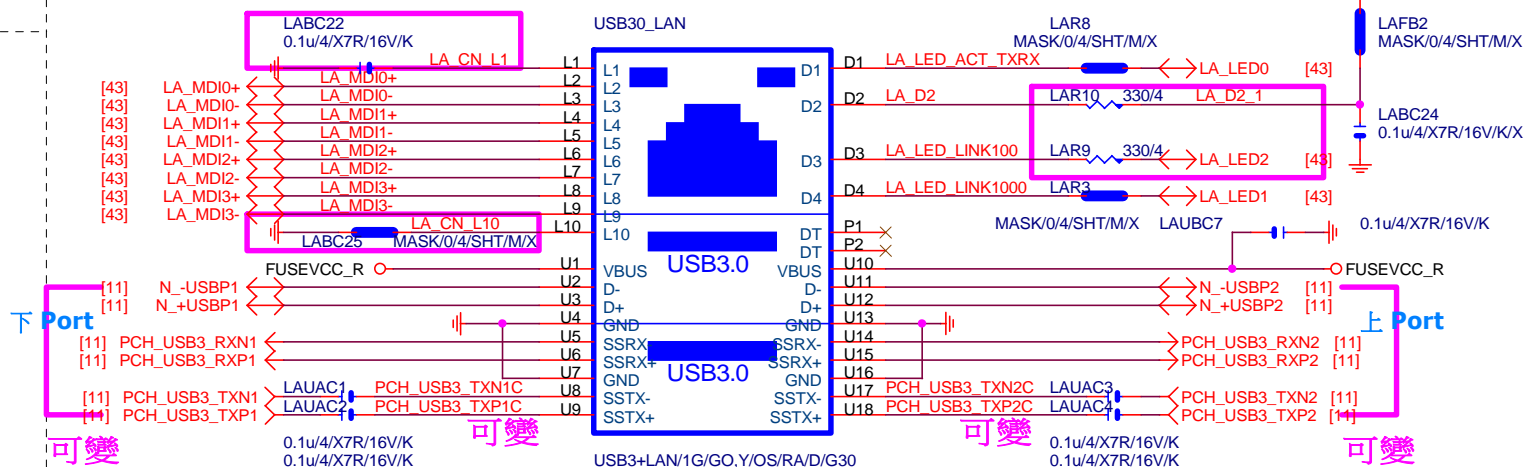 LABC22
0.1u/4/X7R/16V/K
LA_CN_L1
USB30_LAN
LAR8
MASK/0/4/SHT/M/X
LAFB2
MASK/0/4/SHT/M/X
L1 L1 D1 D1 LA_LED_ACT_TXRX LA_LED0 [43]
[43] LA_MDI0+ LA_MDI0+ L2 L2
[43] LA_MDI0- LA_MDI0- L3 L3 D2 D2 LA_D2 LAR10 330/4 LA_D2_1
[43] LA_MDI1+ LA_MDI1+ L4 L4
LABC24
0.1u/4/X7R/16V/K/X
[43] LA_MDI1- LA_MDI1- L5 L5
[43] LA_MDI2+ LA_MDI2+ L6 L6 D3 D3 LA_LED_LINK100 LAR9 330/4 LA_LED2 [43]
[43] LA_MDI2- LA_MDI2- L7 L7
[43] LA_MDI3+ LA_MDI3+ L8 L8 D4 D4 LA_LED_LINK1000 LAR3 LA_LED1 [43]
[43] LA_MDI3- LA_MDI3- L9 L9
MASK/0/4/SHT/M/X LAUBC7 0.1u/4/X7R/16V/K
LA_CN_L10 L10 L10 DT P1
LABC25 MASK/0/4/SHT/M/X DT P2
USB3.0
FUSEVCC_R U1 VBUS VBUS U10 FUSEVCC_R
[11] N_-USBP1 U2 D- D- U11 N_-USBP2 [11]
[11] N_+USBP1 U3 D+ D+ U12 N_+USBP2 [11]
下 Port
U4 GND GND U13
上 Port
[11] PCH_USB3_RXN1 U5 SSRX- SSRX- U14 PCH_USB3_RXN2 [11]
[11] PCH_USB3_RXP1 U6 SSRX+ SSRX+ U15 PCH_USB3_RXP2 [11]
USB3.0
U7 GND GND U16
[11] PCH_USB3_TXN1 LAUAC1 PCH_USB3_TXN1C U8 SSTX- SSTX- U17 PCH_USB3_TXN2C LAUAC3 PCH_USB3_TXN2 [11]
[11] PCH_USB3_TXP1 LAUAC2 PCH_USB3_TXP1C U9 SSTX+ SSTX+ U18 PCH_USB3_TXP2C LAUAC4 PCH_USB3_TXP2 [11]
可變 可變 可變 可變
0.1u/4/X7R/16V/K 0.1u/4/X7R/16V/K
0.1u/4/X7R/16V/K USB3+LAN/1G/GO,Y/OS/RA/D/G30 0.1u/4/X7R/16V/K